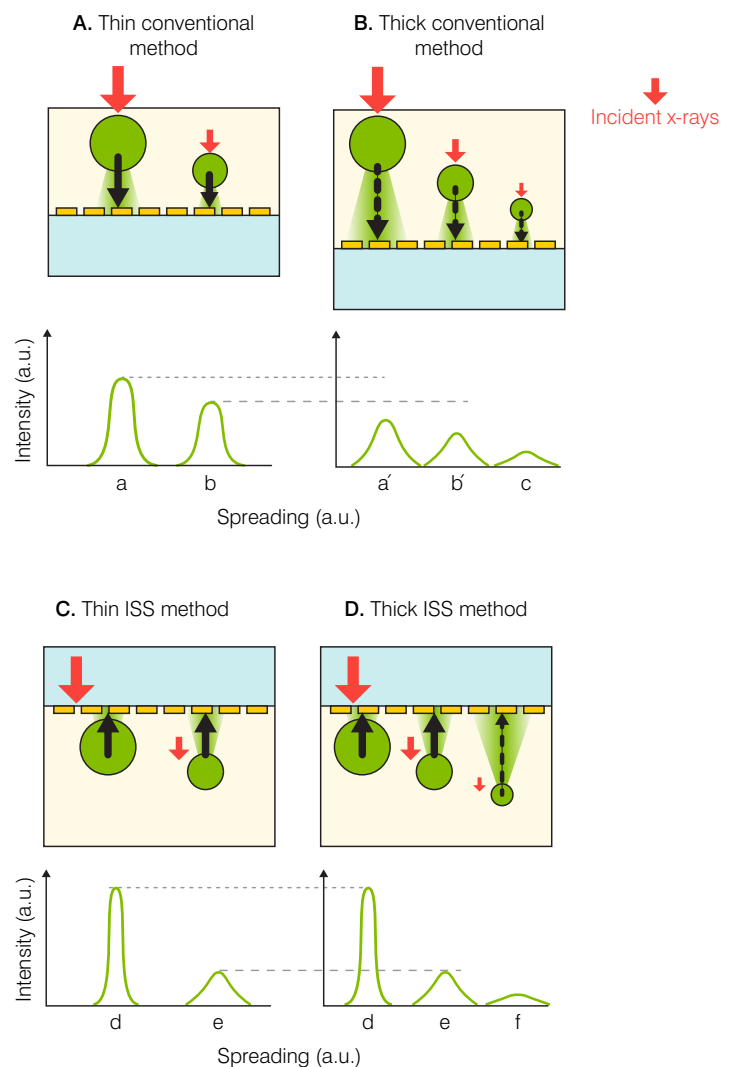 A. Thin conventional
method
B. Thick conventional
method
Incident x-rays
Intensity (a.u.)
a
b
a′
b′
c
Spreading (a.u.)
C. Thin ISS method
D. Thick ISS method
Intensity (a.u.)
d
e
d
e
f
Spreading (a.u.)